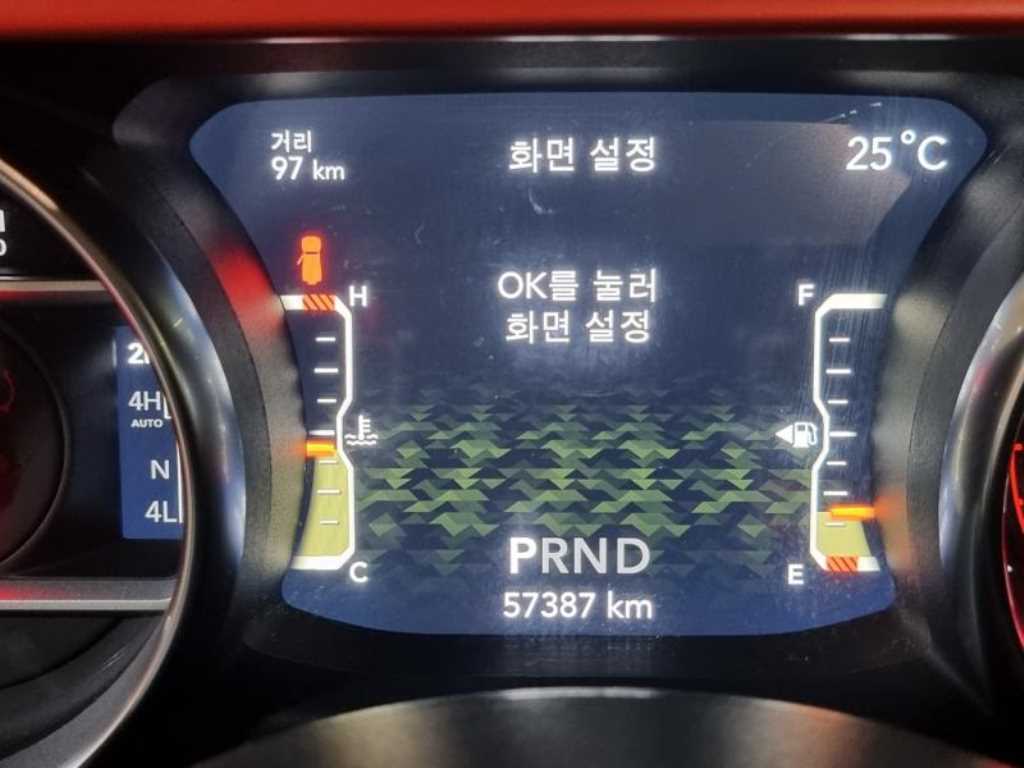 거리
97 km
화면 설정
25°C
OK를 눌러
화면 설정
H
F
4H
AUTO
N
4L
C
E
PRND
57387 km